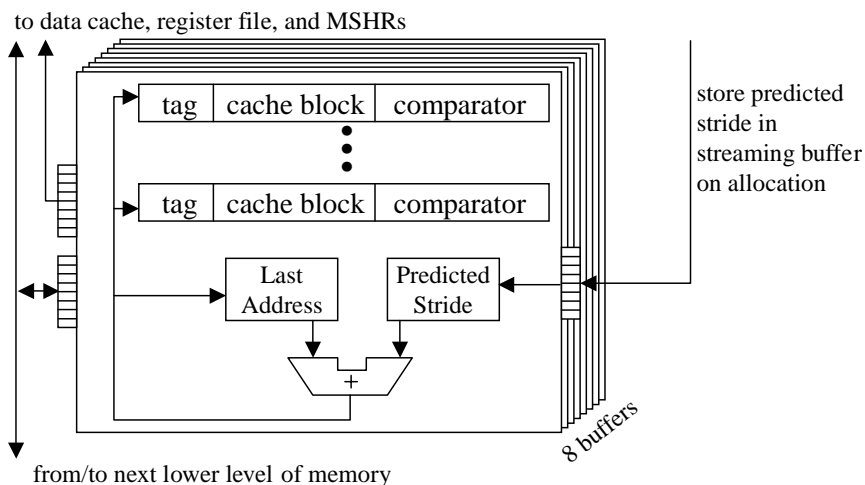 to data cache, register file, and MSHRs
tag cache block comparator
tag cache block comparator
store predicted
stride in
streaming buffer
on allocation
Last
Address
Predicted
Stride
+
8 buffers
from/to next lower level of memory